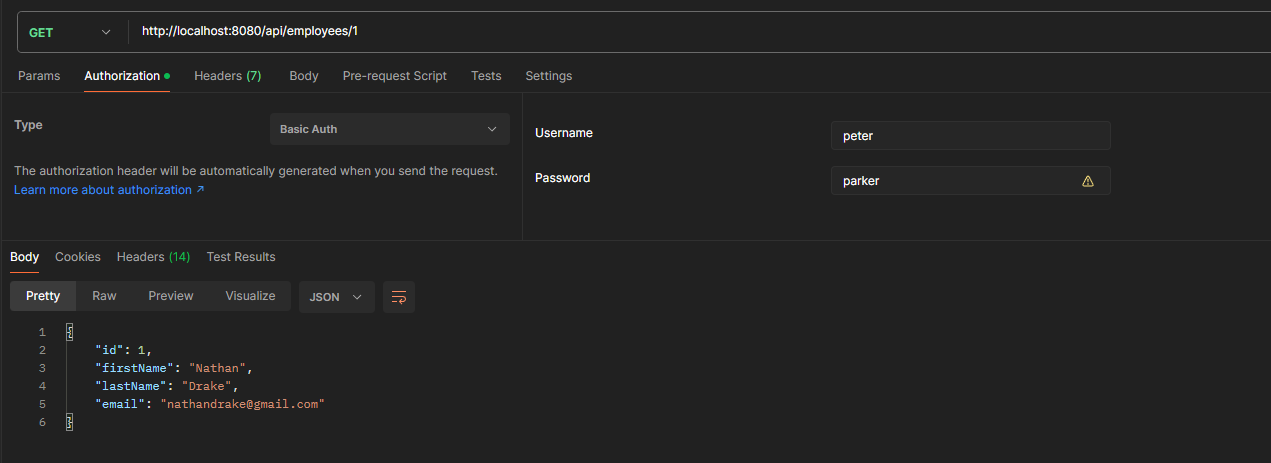 GET http://localhost:8080/api/employees/1
Params Authorization Headers (7) Body Pre-request Script Tests Settings
Type Basic Auth
The authorization header will be automatically generated when you send the request.
Learn more about authorization ↗
Username peter
Password parker
Body Cookies Headers (14) Test Results
Pretty Raw Preview Visualize JSON
1 {
2 "id": 1,
3 "firstName": "Nathan",
4 "lastName": "Drake",
5 "email": "nathandrake@gmail.com"
6 }